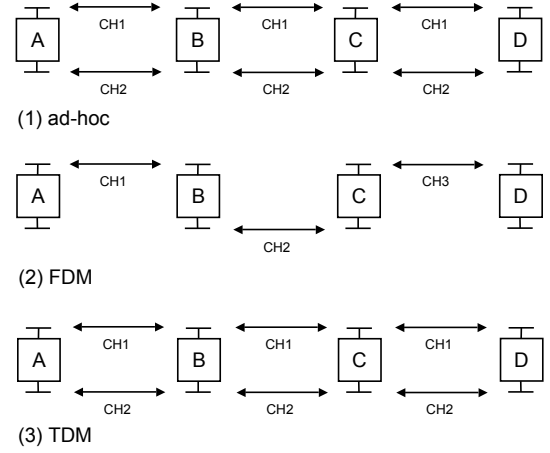 CH1 CH1 CH1
A B C D
CH2 CH2 CH2
(1) ad-hoc
CH1 CH3
A B C D
CH2
(2) FDM
CH1 CH1 CH1
A B C D
CH2 CH2 CH2
(3) TDM